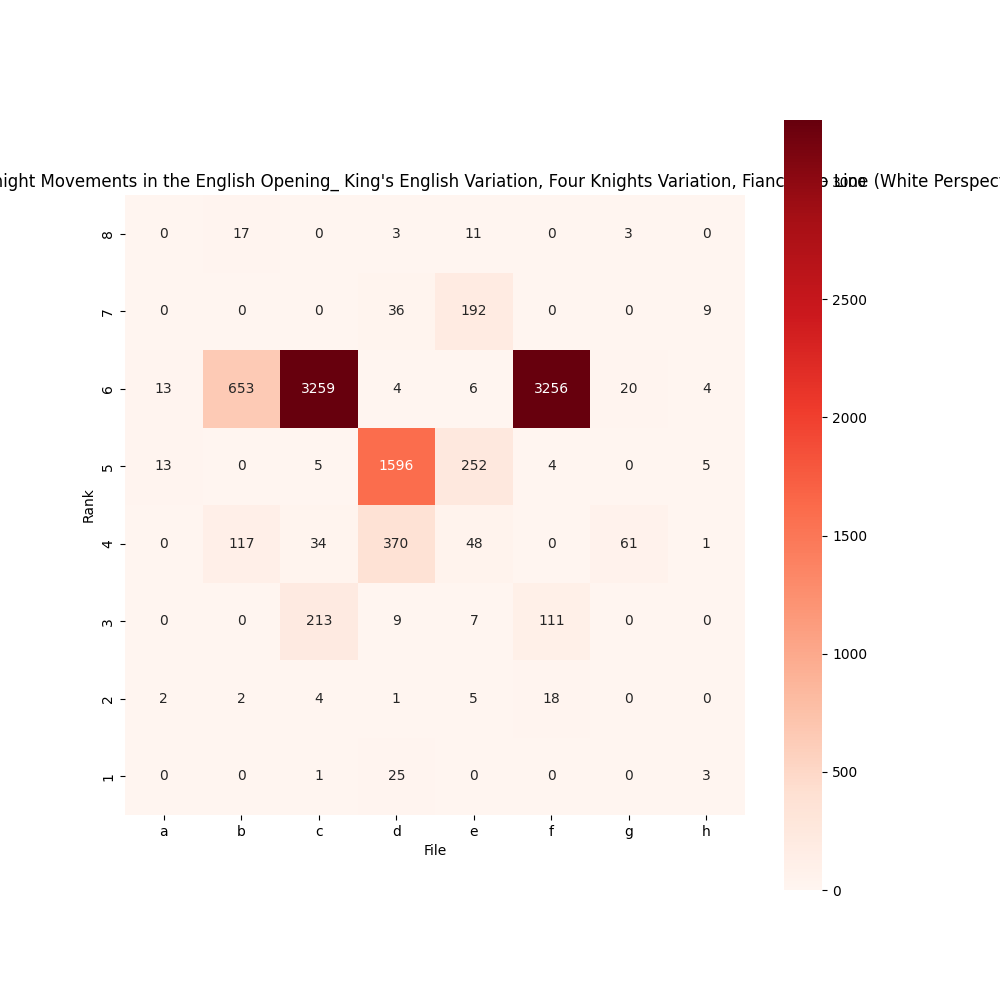 night Movements in the English Opening_ King's English Variation, Four Knights Variation, (White Perspec
3000
8 0 17 0 3 11 0 3 0
7 0 0 0 36 192 0 0 9
2500
6 13 653 3259 4 6 3256 20 4
2000
5 13 0 5 1596 252 4 0 5
Rank
1500
4 0 117 34 370 48 0 61 1
1000
3 0 0 213 9 7 111 0 0
2 2 2 4 1 5 18 0 0
500
1 0 0 1 25 0 0 0 3
a b c d e f g h
File
0